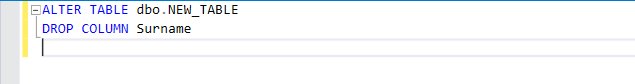 ALTER TABLE dbo.NEW_TABLE
DROP COLUMN Surname